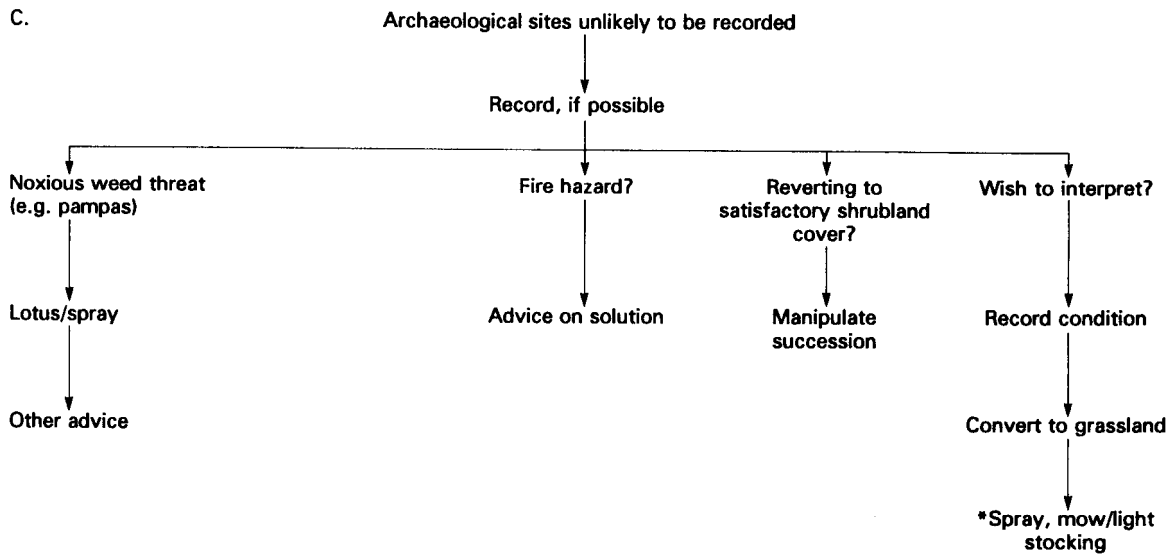 C.
Archaeological sites unlikely to be recorded
Record, if possible
Noxious weed threat
(e.g. pampas)
Fire hazard?
Reverting to
satisfactory shrubland
cover?
Wish to interpret?
Lotus/spray
Advice on solution
Manipulate
succession
Record condition
Other advice
Convert to grassland
*Spray, mow/light
stocking